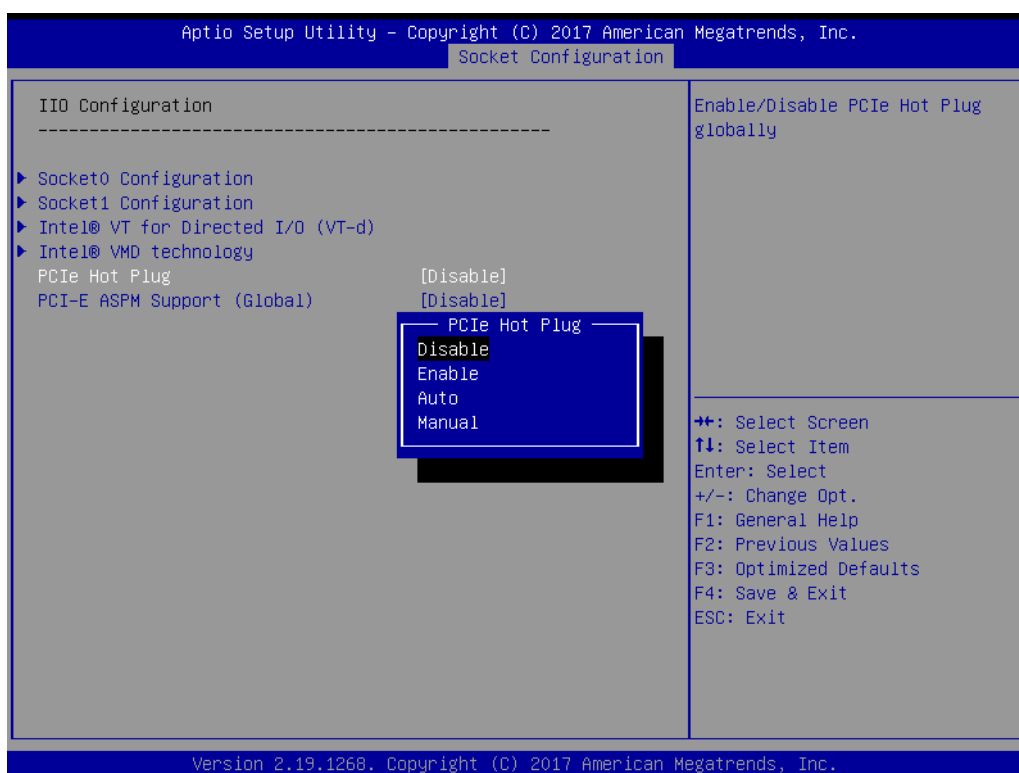 Aptio Setup Utility – Copyright (C) 2017 American Megatrends, Inc.
Socket Configuration
IIO Configuration
--------------------------------------------------
Enable/Disable PCIe Hot Plug
globally
Socket0 Configuration
Socket1 Configuration
Intel® VT for Directed I/O (VT-d)
Intel® VMD technology
PCIe Hot Plug [Disable]
PCI-E ASPM Support (Global) [Disable]
PCIe Hot Plug
Disable
Enable
Auto
Manual
→←: Select Screen
↑↓: Select Item
Enter: Select
+/-: Change Opt.
F1: General Help
F2: Previous Values
F3: Optimized Defaults
F4: Save & Exit
ESC: Exit
Version 2.19.1268. Copyright (C) 2017 American Megatrends, Inc.